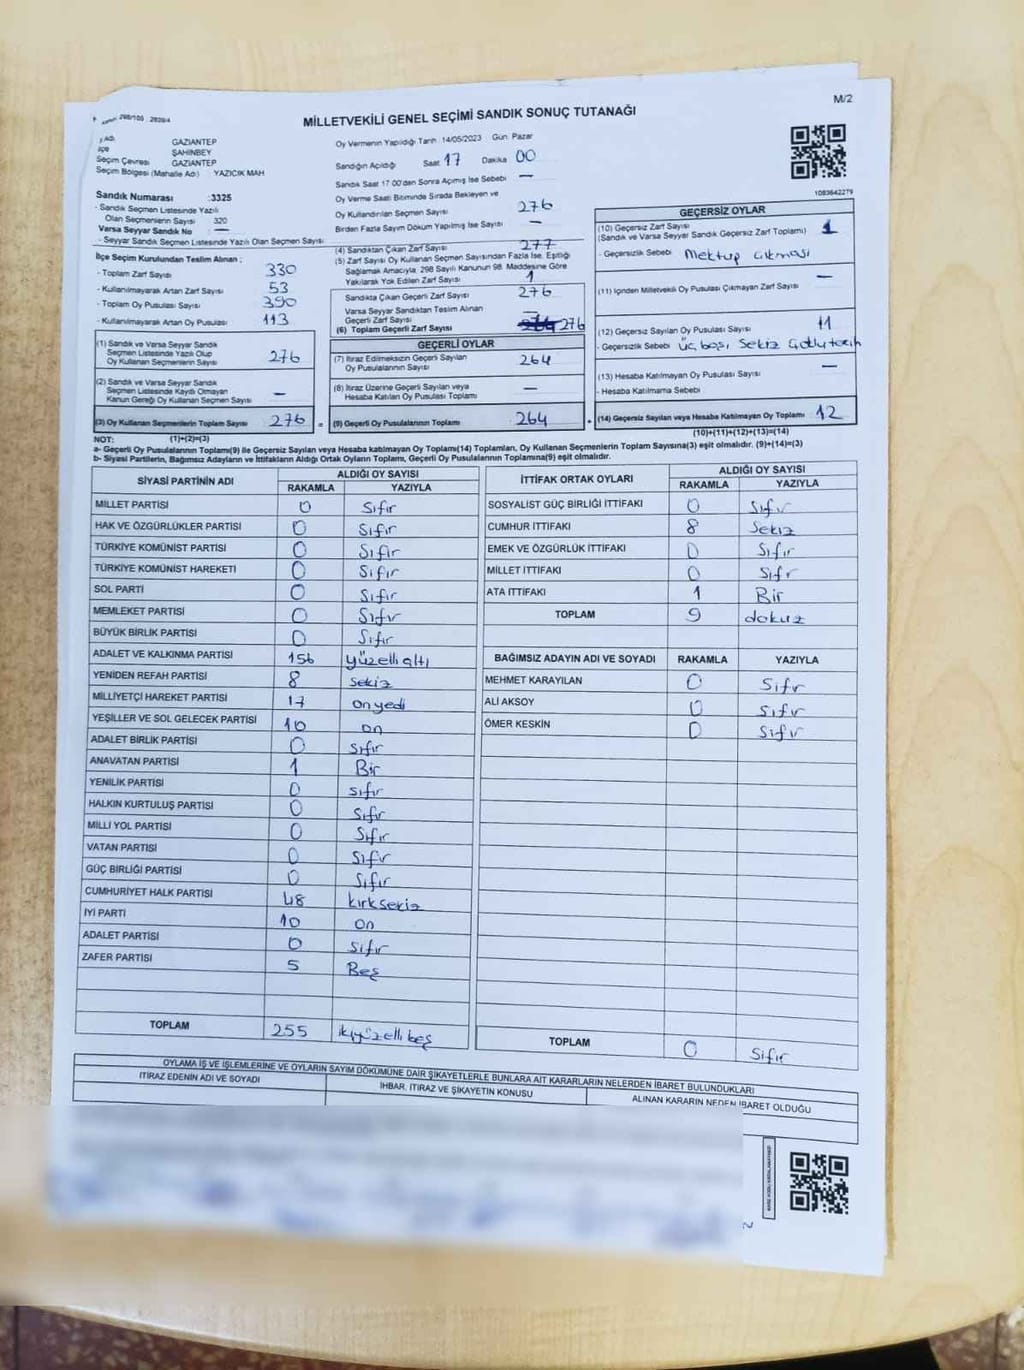 M/2
MİLLETVEKİLİ GENEL SEÇİMİ SANDIK SONUÇ TUTANAĞI
GAZİANTEP
İlçe ŞAHİNBEY
Seçim Çevresi GAZİANTEP
Seçim Bölgesi (Mahalle Adı) YAZICIK MAH
Oy Vermenin Yapıldığı Tarih 14/05/2023 Gün. Pazar
Sandığın Açıldığı Saat 17 Dakika 00
Sandık Saat 17 00'den Sonra Açımış İse Sebebi —
Oy Verme Saati Bitiminde Sırada Bekleyen ve
Oy Kullandırılan Seçmen Sayısı 276
Birden Fazla Sayım Dökum Yapılmış İse Sayısı —
1083642279
Sandık Numarası :3325
- Sandık Seçmen Listesinde Yazılı
Olan Seçmenlerin Sayısı 320
Varsa Seyyar Sandık No —
- Seyyar Sandık Seçmen Listesinde Yazılı Olan Seçmen Sayısı
İlçe Seçim Kurulundan Teslim Alınan ;
- Toplam Zarf Sayısı 330
- Kullanılmayarak Artan Zarf Sayısı 53
- Toplam Oy Pusulası Sayısı 390
- Kullanılmayarak Artan Oy Pusulası 113
(1) Sandık ve Varsa Seyyar Sandık
Seçmen Listesinde Yazılı Olup
Oy Kullanan Seçmenlerin Sayısı 276
(2) Sandık ve Varsa Seyyar Sandık
Seçmen Listesinde Kaydı Olmayan
Kanun Gereği Oy Kullanan Seçmen Sayısı —
(3) Oy Kullanan Seçmenlerin Toplam Sayısı 276 =
(4) Sandıktan Çıkan Zarf Sayısı 277
(5) Zarf Sayısı Oy Kullanan Seçmen Sayısından Fazla İse, Eşitliği
Sağlamak Amacıyla, 298 Sayılı Kanunun 98. Maddesine Göre
Yakılarak Yok Edilen Zarf Sayısı 1
Sandıkta Çıkan Geçerli Zarf Sayısı 276
Varsa Seyyar Sandıktan Teslim Alınan
Geçerli Zarf Sayısı —
(6) Toplam Geçerli Zarf Sayısı 276
GEÇERLİ OYLAR
(7) İtiraz Edilmeksizin Geçerli Sayılan
Oy Pusulalarının Sayısı 264
(8) İtiraz Üzerine Geçerli Sayılan veya
Hesaba Katılan Oy Pusulası Toplamı —
(9) Geçerli Oy Pusulalarının Toplamı 264 +
GEÇERSİZ OYLAR
(10) Geçersiz Zarf Sayısı
(Sandık ve Varsa Seyyar Sandık Geçersiz Zarf Toplamı) 1
- Geçersizlik Sebebi Mektup çıkması
(11) İçinden Milletvekili Oy Pusulası Çıkmayan Zarf Sayısı —
(12) Geçersiz Sayılan Oy Pusulası Sayısı 11
- Geçersizlik Sebebi üç boşı Sekiz
(13) Hesaba Katılmayan Oy Pusulası Sayısı —
- Hesaba Katılmama Sebebi
(14) Geçersiz Sayılan veya Hesaba Katılmayan Oy Toplamı 12
(10)+(11)+(12)+(13)=(14)
NOT: (1)+(2)=(3)
a- Geçerli Oy Pusulalarının Toplamı(9) ile Geçersiz Sayılan veya Hesaba katılmayan Oy Toplamı(14) Toplamları, Oy Kullanan Seçmenlerin Toplam Sayısına(3) eşit olmalıdır. (9)+(14)=(3)
b- Siyasi Partilerin, Bağımsız Adayların ve İttifakların Aldığı Ortak Oyların Toplamı, Geçerli Oy Pusulalarının Toplamına(9) eşit olmalıdır.
SİYASİ PARTİNİN ADI ALDIĞI OY SAYISI
RAKAMLA YAZIYLA
MİLLET PARTİSİ 0 Sıfır
HAK VE ÖZGÜRLÜKLER PARTİSİ 0 Sıfır
TÜRKİYE KOMÜNİST PARTİSİ 0 Sıfır
TÜRKİYE KOMÜNİST HAREKETİ 0 Sıfır
SOL PARTİ 0 Sıfır
MEMLEKET PARTİSİ 0 Sıfır
BÜYÜK BİRLİK PARTİSİ 0 Sıfır
ADALET VE KALKINMA PARTİSİ 156 yüzelli altı
YENİDEN REFAH PARTİSİ 8 Sekiz
MİLLİYETÇİ HAREKET PARTİSİ 17 onyedi
YEŞİLLER VE SOL GELECEK PARTİSİ 10 on
ADALET BİRLİK PARTİSİ 0 sıfır
ANAVATAN PARTİSİ 1 Bir
YENİLİK PARTİSİ 0 sıfır
HALKIN KURTULUŞ PARTİSİ 0 Sıfır
MİLLİ YOL PARTİSİ 0 Sıfır
VATAN PARTİSİ 0 Sıfır
GÜÇ BİRLİĞİ PARTİSİ 0 Sıfır
CUMHURİYET HALK PARTİSİ 48 kırksekiz
İYİ PARTİ 10 on
ADALET PARTİSİ 0 Sıfır
ZAFER PARTİSİ 5 Beş
TOPLAM 255 ikiyüzelli beş
İTTİFAK ORTAK OYLARI ALDIĞI OY SAYISI
RAKAMLA YAZIYLA
SOSYALİST GÜÇ BİRLİĞİ İTTİFAKI 0 Sıfır
CUMHUR İTTİFAKI 8 Sekiz
EMEK VE ÖZGÜRLÜK İTTİFAKI 0 Sıfır
MİLLET İTTİFAKI 0 Sıfr
ATA İTTİFAKI 1 Bir
TOPLAM 9 dokuz
BAĞIMSIZ ADAYIN ADI VE SOYADI RAKAMLA YAZIYLA
MEHMET KARAYILAN 0 Sıfır
ALİ AKSOY 0 Sıfır
ÖMER KESKİN 0 Sıfır
TOPLAM 0 Sıfır
OYLAMA İŞ VE İŞLEMLERİNE VE OYLARIN SAYIM DÖKÜMÜNE DAİR ŞİKAYETLERLE BUNLARA AİT KARARLARIN NELERDEN İBARET BULUNDUKLARI
İTİRAZ EDENİN ADI VE SOYADI İHBAR, İTİRAZ VE ŞİKAYETİN KONUSU ALINAN KARARIN NEDEN İBARET OLDUĞU